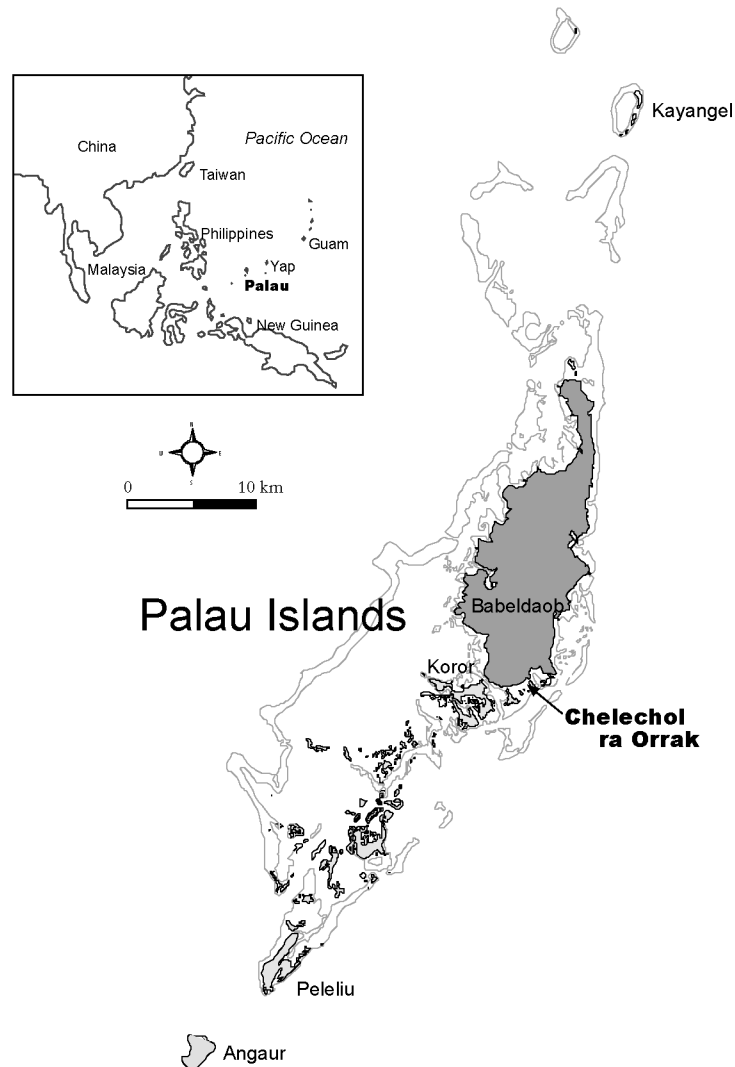 Kayangel
Pacific Ocean
China
Taiwan
Philippines
Guam
Malaysia
Yap
Palau
New Guinea
N
E
S
0 10 km
Palau Islands
Babeldaob
Koror
Chelechol
ra Orrak
Peleliu
Angaur